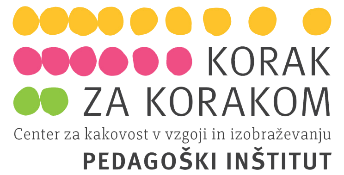 KORAK
ZA KORAKOM
Center za kakovost v vzgoji in izobraževanju
PEDAGOŠKI INŠTITUT